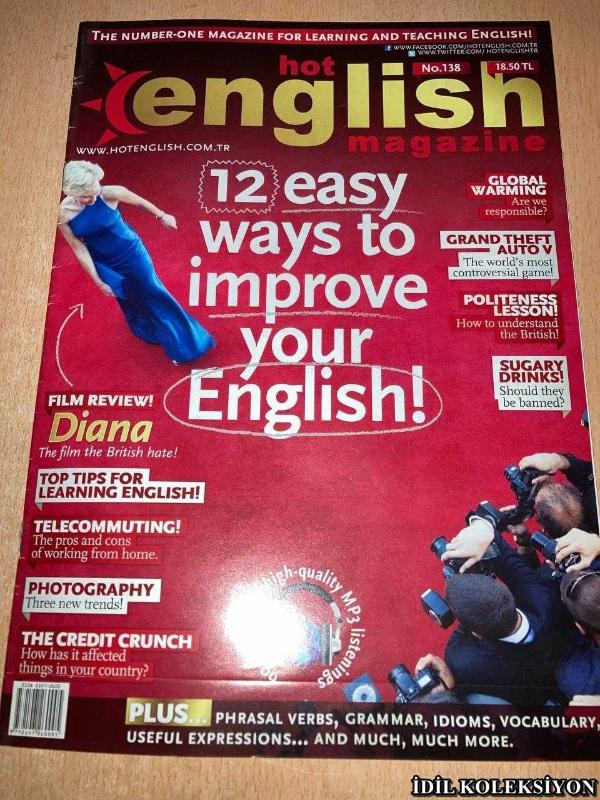 THE NUMBER-ONE MAGAZINE FOR LEARNING AND TEACHING ENGLISH!
WWW.FACEBOOK.COM/HOTENGLISH.COM.TR
WWW.TWITTER.COM/HOTENGLISHTR
hot
No.138
18.50 TL
english
magazine
WWW.HOTENGLISH.COM.TR
12 easy
ways to
improve
your
English!
GLOBAL
WARMING
Are we
responsible?
GRAND THEFT
AUTO V
The world's most
controversial game!
POLITENESS
LESSON!
How to understand
the British!
SUGARY
DRINKS!
Should they
be banned?
FILM REVIEW!
Diana
The film the British hate!
TOP TIPS FOR
LEARNING ENGLISH!
TELECOMMUTING!
The pros and cons
of working from home.
PHOTOGRAPHY
Three new trends!
THE CREDIT CRUNCH
How has it affected
things in your country?
high-quality MP3 listenings
PLUS... PHRASAL VERBS, GRAMMAR, IDIOMS, VOCABULARY,
USEFUL EXPRESSIONS... AND MUCH, MUCH MORE.
İDİL KOLEKSİYON